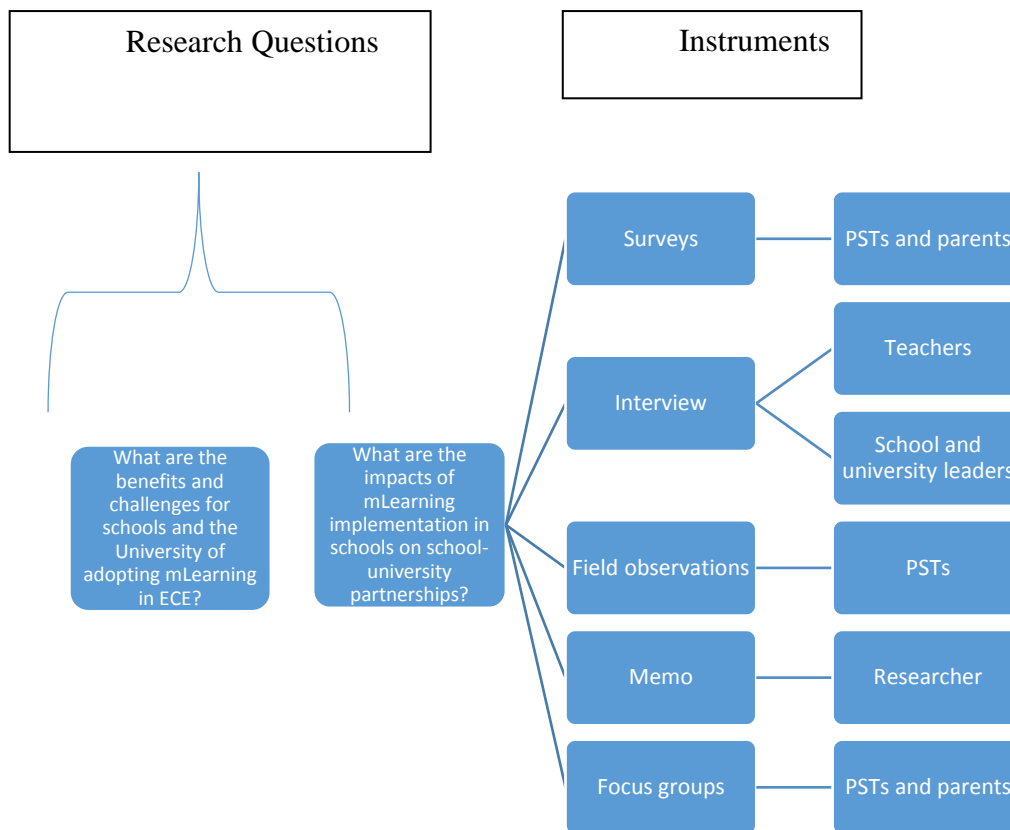 Research Questions
Instruments
What are the
benefits and
challenges for
schools and the
University of
adopting mLearning
in ECE?
What are the
impacts of
mLearning
implementation in
schools on school-
university
partnerships?
Surveys
PSTs and parents
Interview
Teachers
School and
university leaders
Field observations
PSTs
Memo
Researcher
Focus groups
PSTs and parents